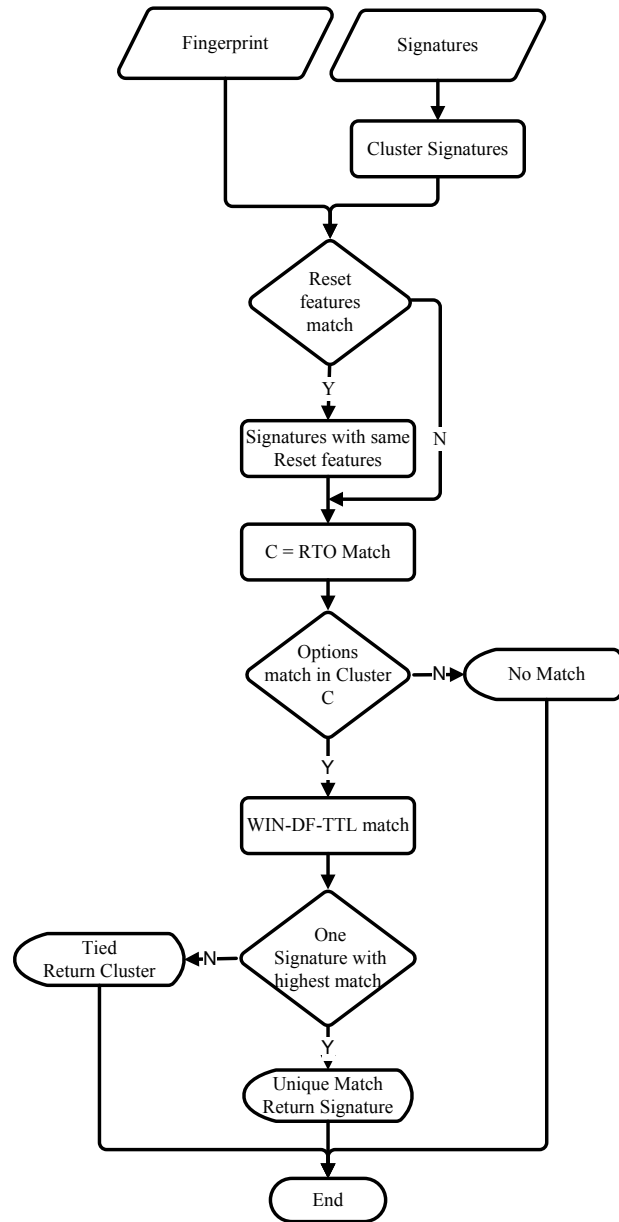 Fingerprint
Signatures
Cluster Signatures
Reset
features
match
Y
N
Signatures with same
Reset features
C = RTO Match
Options
match in Cluster
C
N
No Match
Y
WIN-DF-TTL match
One
Signature with
highest match
N
Tied
Return Cluster
Y
Unique Match
Return Signature
End